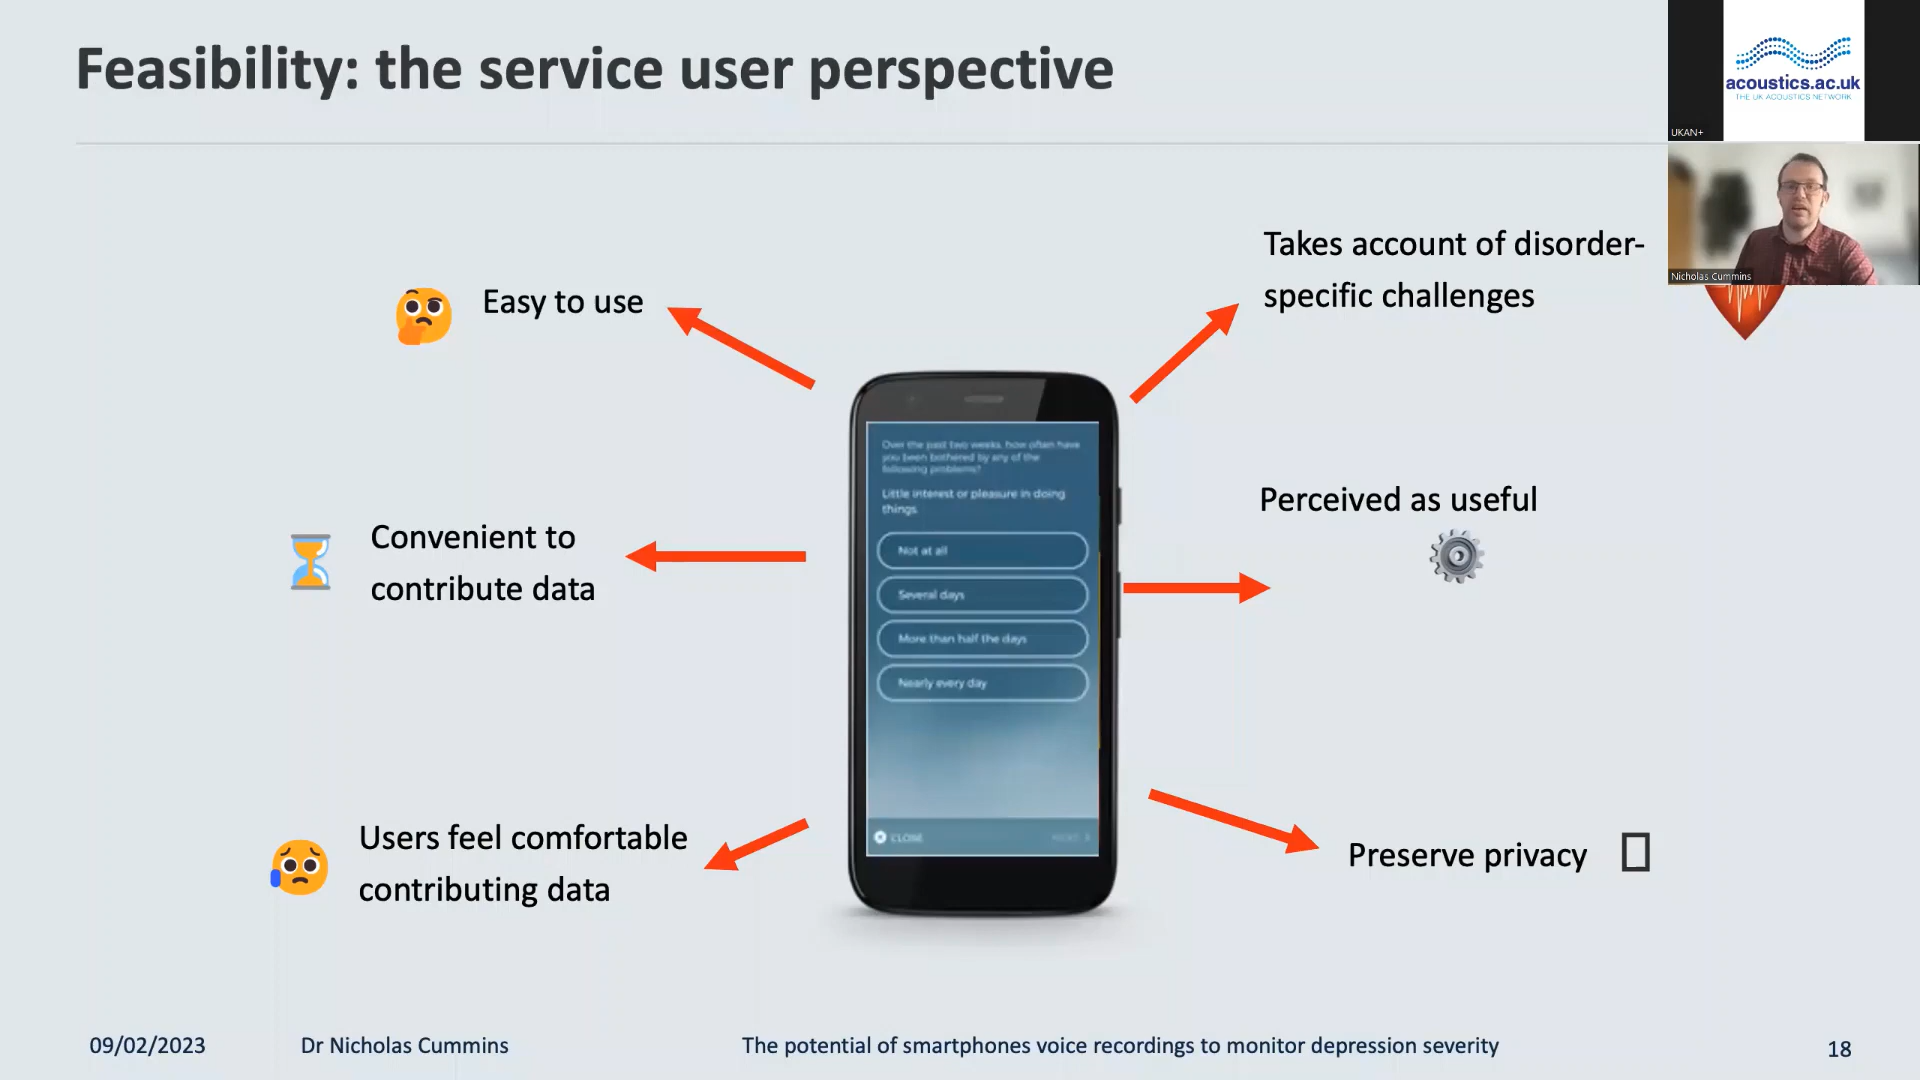 Feasibility: the service user perspective
acoustics.ac.uk
THE UK ACOUSTICS NETWORK
UKAN+
Nicholas Cummins
Easy to use
Takes account of disorder-
specific challenges
Convenient to
contribute data
Perceived as useful
Users feel comfortable
contributing data
Preserve privacy
Over the past two weeks, how often have
you been bothered by any of the
following problems?
Little interest or pleasure in doing
things
Not at all
Several days
More than half the days
Nearly every day
CLOSE
NEXT
09/02/2023
Dr Nicholas Cummins
The potential of smartphones voice recordings to monitor depression severity
18